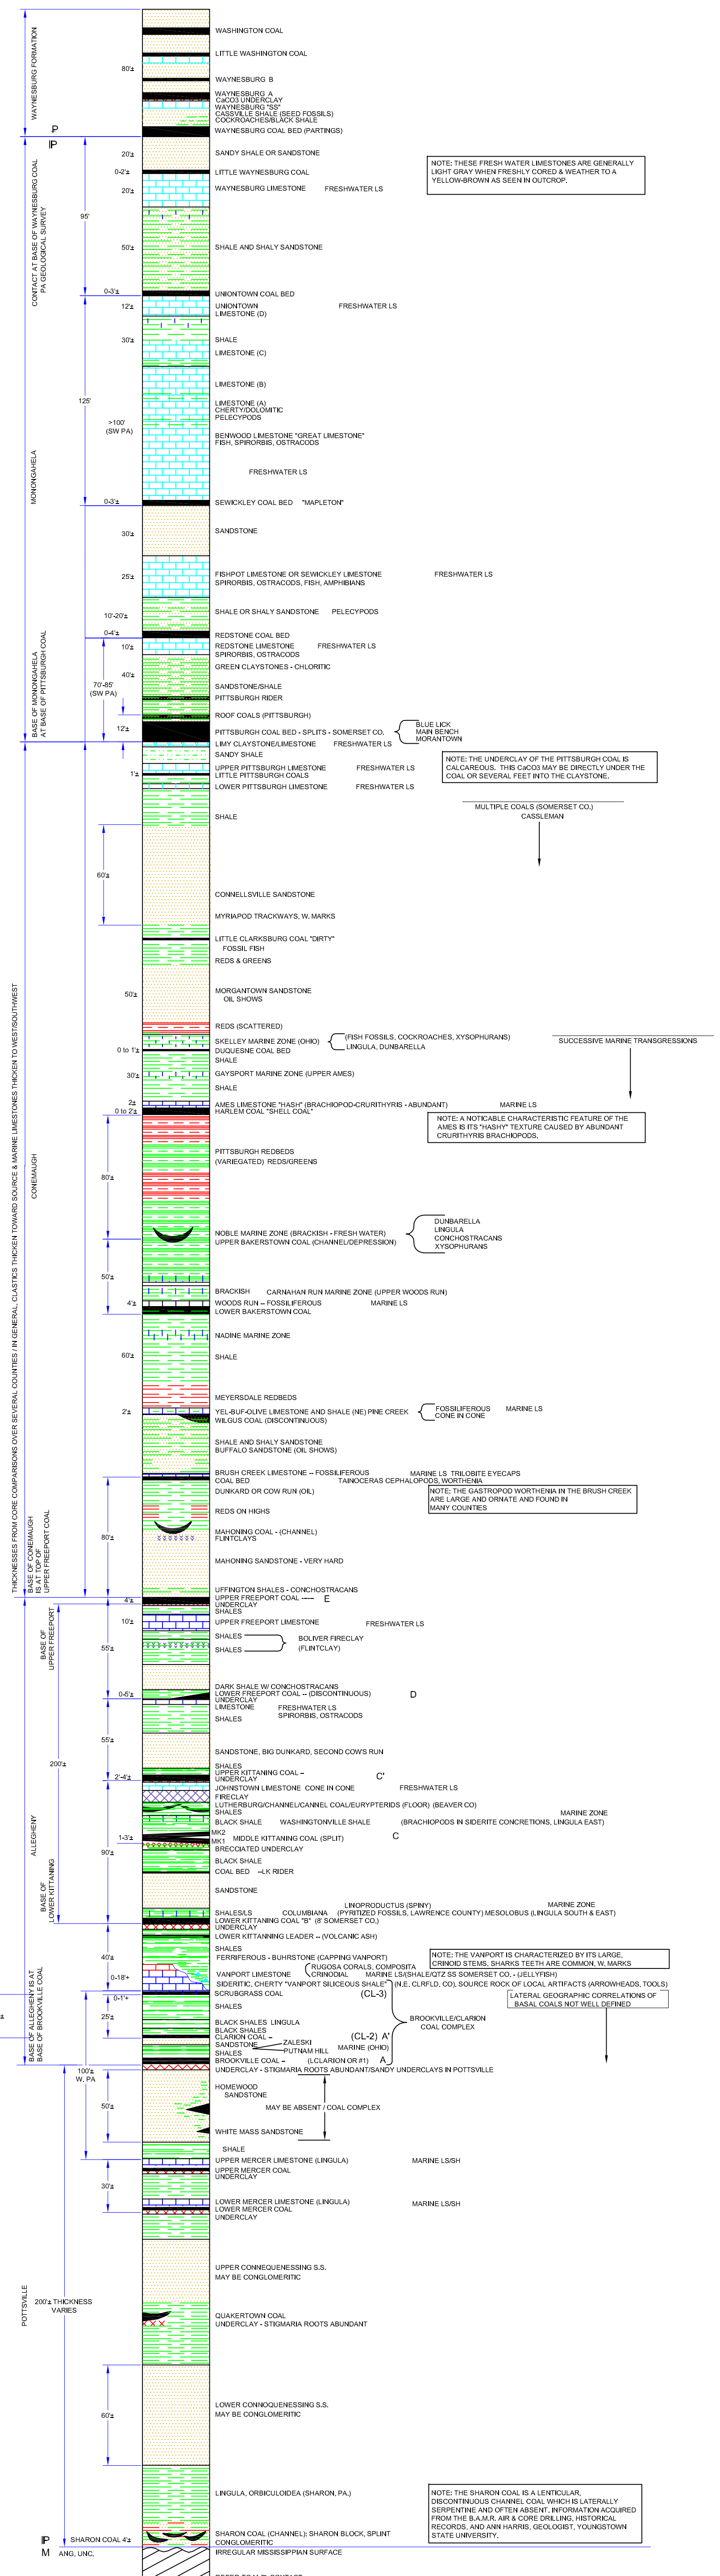 WASHINGTON COAL
LITTLE WASHINGTON COAL
WAYNESBURG FORMATION
80'±
WAYNESBURG B
WAYNESBURG A
CaCO3 UNDERCLAY
WAYNESBURG "SS"
CASSVILLE SHALE (SEED FOSSILS)
COCKROACHES/BLACK SHALE
P
WAYNESBURG COAL BED (PARTINGS)
IP
20'± SANDY SHALE OR SANDSTONE
NOTE: THESE FRESH WATER LIMESTONES ARE GENERALLY
LIGHT GRAY WHEN FRESHLY CORED & WEATHER TO A
YELLOW-BROWN AS SEEN IN OUTCROP.
0-2'± LITTLE WAYNESBURG COAL
20'± WAYNESBURG LIMESTONE FRESHWATER LS
95'
CONTACT AT BASE OF WAYNESBURG COAL
PA GEOLOGICAL SURVEY
50'± SHALE AND SHALY SANDSTONE
0-3'± UNIONTOWN COAL BED
12'± UNIONTOWN FRESHWATER LS
LIMESTONE (D)
30'± SHALE
LIMESTONE (C)
LIMESTONE (B)
125'
LIMESTONE (A)
CHERTY/DOLOMITIC
PELECYPODS
>100'
(SW PA)
BENWOOD LIMESTONE "GREAT LIMESTONE"
FISH, SPIRORBIS, OSTRACODS
FRESHWATER LS
MONONGAHELA
0-3'± SEWICKLEY COAL BED "MAPLETON"
30'± SANDSTONE
25'± FISHPOT LIMESTONE OR SEWICKLEY LIMESTONE FRESHWATER LS
SPIRORBIS, OSTRACODS, FISH, AMPHIBIANS
10'-20'± SHALE OR SHALY SANDSTONE PELECYPODS
0-4'± REDSTONE COAL BED
10'± REDSTONE LIMESTONE FRESHWATER LS
SPIRORBIS, OSTRACODS
GREEN CLAYSTONES - CHLORITIC
40'±
BASE OF MONONGAHELA
AT BASE OF PITTSBURGH COAL
70'-85'
(SW PA)
SANDSTONE/SHALE
PITTSBURGH RIDER
ROOF COALS (PITTSBURGH)
12'± PITTSBURGH COAL BED - SPLITS - SOMERSET CO.
BLUE LICK
MAIN BENCH
MORANTOWN
LIMY CLAYSTONE/LIMESTONE FRESHWATER LS
SANDY SHALE
NOTE: THE UNDERCLAY OF THE PITTSBURGH COAL IS
CALCAREOUS. THIS CaCO3 MAY BE DIRECTLY UNDER THE
COAL OR SEVERAL FEET INTO THE CLAYSTONE.
UPPER PITTSBURGH LIMESTONE FRESHWATER LS
1'± LITTLE PITTSBURGH COALS
LOWER PITTSBURGH LIMESTONE FRESHWATER LS
MULTIPLE COALS (SOMERSET CO.)
CASSLEMAN
SHALE
60'±
CONNELLSVILLE SANDSTONE
MYRIAPOD TRACKWAYS, W. MARKS
LITTLE CLARKSBURG COAL "DIRTY"
FOSSIL FISH
REDS & GREENS
50'± MORGANTOWN SANDSTONE
OIL SHOWS
REDS (SCATTERED)
SKELLEY MARINE ZONE (OHIO)
(FISH FOSSILS, COCKROACHES, XYSOPHURANS)
LINGULA, DUNBARELLA
SUCCESSIVE MARINE TRANSGRESSIONS
0 to 1'± DUQUESNE COAL BED
SHALE
30'± GAYSPORT MARINE ZONE (UPPER AMES)
SHALE
2± AMES LIMESTONE "HASH" (BRACHIOPOD-CRURITHYRIS - ABUNDANT) MARINE LS
0 to 2'± HARLEM COAL "SHELL COAL"
NOTE: A NOTICABLE CHARACTERISTIC FEATURE OF THE
AMES IS ITS "HASHY" TEXTURE CAUSED BY ABUNDANT
CRURITHYRIS BRACHIOPODS.
CONEMAUGH
80'±
PITTSBURGH REDBEDS
(VARIEGATED) REDS/GREENS
NOBLE MARINE ZONE (BRACKISH - FRESH WATER)
UPPER BAKERSTOWN COAL (CHANNEL/DEPRESSION)
DUNBARELLA
LINGULA
CONCHOSTRACANS
XYSOPHURANS
50'±
BRACKISH CARNAHAN RUN MARINE ZONE (UPPER WOODS RUN)
4'± WOODS RUN -- FOSSILIFEROUS MARINE LS
LOWER BAKERSTOWN COAL
NADINE MARINE ZONE
60'± SHALE
MEYERSDALE REDBEDS
2'± YEL-BUF-OLIVE LIMESTONE AND SHALE (NE) PINE CREEK
WILGUS COAL (DISCONTINUOUS)
FOSSILIFEROUS MARINE LS
CONE IN CONE
SHALE AND SHALY SANDSTONE
BUFFALO SANDSTONE (OIL SHOWS)
BRUSH CREEK LIMESTONE -- FOSSILIFEROUS MARINE LS TRILOBITE EYECAPS
COAL BED TAINOCERAS CEPHALOPODS, WORTHENIA
DUNKARD OR COW RUN (OIL)
NOTE: THE GASTROPOD WORTHENIA IN THE BRUSH CREEK
ARE LARGE AND ORNATE AND FOUND IN
MANY COUNTIES
REDS ON HIGHS
80'± MAHONING COAL - (CHANNEL)
FLINTCLAYS
MAHONING SANDSTONE - VERY HARD
THICKNESSES FROM CORE COMPARISONS OVER SEVERAL COUNTIES / IN GENERAL, CLASTICS THICKEN TOWARD SOURCE & MARINE LIMESTONES THICKEN TO WEST/SOUTHWEST
BASE OF CONEMAUGH
IS AT TOP OF
UPPER FREEPORT COAL
UFFINGTON SHALES - CONCHOSTRACANS
4'± UPPER FREEPORT COAL ----- E
UNDERCLAY
SHALES
10'± UPPER FREEPORT LIMESTONE FRESHWATER LS
BASE OF
UPPER FREEPORT
SHALES
55'±
BOLIVER FIRECLAY
(FLINTCLAY)
SHALES
DARK SHALE W/ CONCHOSTRACANS
0-5'± LOWER FREEPORT COAL -- (DISCONTINUOUS) D
UNDERCLAY
LIMESTONE FRESHWATER LS
SPIRORBIS, OSTRACODS
SHALES
55'±
SANDSTONE, BIG DUNKARD, SECOND COW'S RUN
200'±
SHALES
2'-4'± UPPER KITTANING COAL -- C'
UNDERCLAY
JOHNSTOWN LIMESTONE CONE IN CONE FRESHWATER LS
FIRECLAY
LUTHERBURG/CHANNEL/CANNEL COAL/EURYPTERIDS (FLOOR) (BEAVER CO)
SHALES MARINE ZONE
BLACK SHALE WASHINGTONVILLE SHALE (BRACHIOPODS IN SIDERITE CONCRETIONS, LINGULA EAST)
MK2
1-3'± MK1 MIDDLE KITTANING COAL (SPLIT) C
BRECCIATED UNDERCLAY
ALLEGHENY
90'±
BLACK SHALE
COAL BED --LK RIDER
BASE OF
LOWER KITTANING
SANDSTONE
LINOPRODUCTUS (SPINY) MARINE ZONE
SHALES/LS COLUMBIANA (PYRITIZED FOSSILS, LAWRENCE COUNTY) MESOLOBUS (LINGULA SOUTH & EAST)
LOWER KITTANING COAL "B" (8' SOMERSET CO.)
UNDERCLAY
LOWER KITTANNING LEADER -- (VOLCANIC ASH)
SHALES
40'± FERRIFEROUS - BUHRSTONE (CAPPING VANPORT)
NOTE: THE VANPORT IS CHARACTERIZED BY ITS LARGE,
CRINOID STEMS, SHARKS TEETH ARE COMMON, W, MARKS
RUGOSA CORALS, COMPOSITA
0-18'+ VANPORT LIMESTONE CRINODIAL MARINE LS/SHALE/QTZ SS SOMERSET CO. - (JELLYFISH)
SIDERITIC, CHERTY "VANPORT SILICEOUS SHALE" (N.E. CLRFLD, CO). SOURCE ROCK OF LOCAL ARTIFACTS (ARROWHEADS, TOOLS)
SCRUBGRASS COAL (CL-3)
0-1'+
LATERAL GEOGRAPHIC CORRELATIONS OF
BASAL COALS NOT WELL DEFINED
SHALES
BASE OF ALLEGHENY IS AT
BASE OF BROOKVILLE COAL
±
25'±
BLACK SHALES LINGULA
BLACK SHALES
BROOKVILLE/CLARION
COAL COMPLEX
CLARION COAL -- (CL-2) A'
SANDSTONE ZALESKI
SHALES PUTNAM HILL MARINE (OHIO)
BROOKVILLE COAL -- (LCLARION OR #1) A
UNDERCLAY - STIGMARIA ROOTS ABUNDANT/SANDY UNDERCLAYS IN POTTSVILLE
100'±
W. PA
HOMEWOOD
SANDSTONE
50'±
MAY BE ABSENT / COAL COMPLEX
WHITE MASS SANDSTONE
SHALE
UPPER MERCER LIMESTONE (LINGULA) MARINE LS/SH
UPPER MERCER COAL
UNDERCLAY
30'±
LOWER MERCER LIMESTONE (LINGULA) MARINE LS/SH
LOWER MERCER COAL
UNDERCLAY
UPPER CONNEQUENESSING S.S.
MAY BE CONGLOMERITIC
POTTSVILLE
200'± THICKNESS
VARIES
QUAKERTOWN COAL
UNDERCLAY - STIGMARIA ROOTS ABUNDANT
LOWER CONNOQUENESSING S.S.
MAY BE CONGLOMERITIC
60'±
LINGULA, ORBICULOIDEA (SHARON, PA.)
NOTE: THE SHARON COAL IS A LENTICULAR,
DISCONTINUOUS CHANNEL COAL WHICH IS LATERALLY
SERPENTINE AND OFTEN ABSENT. INFORMATION ACQUIRED
FROM THE B.A.M.R. AIR & CORE DRILLING, HISTORICAL
RECORDS, AND ANN HARRIS, GEOLOGIST, YOUNGSTOWN
STATE UNIVERSITY.
IP SHARON COAL 4'± SHARON COAL (CHANNEL): SHARON BLOCK, SPLINT
CONGLOMERITIC
M ANG, UNC. IRREGULAR MISSISSIPPIAN SURFACE